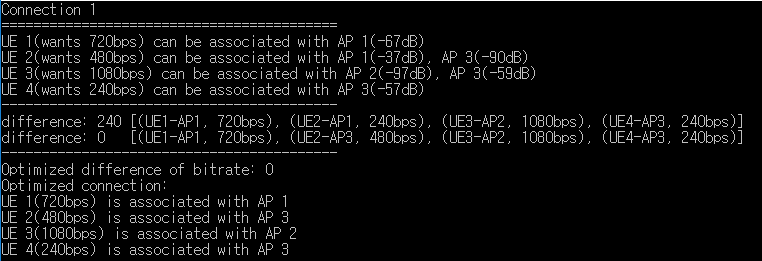 Connection 1
========================================
UE 1(wants 720bps) can be associated with AP 1(-67dB)
UE 2(wants 480bps) can be associated with AP 1(-37dB), AP 3(-90dB)
UE 3(wants 1080bps) can be associated with AP 2(-97dB), AP 3(-59dB)
UE 4(wants 240bps) can be associated with AP 3(-57dB)
----------------------------------------
difference: 240 [(UE1-AP1, 720bps), (UE2-AP1, 240bps), (UE3-AP2, 1080bps), (UE4-AP3, 240bps)]
difference: 0   [(UE1-AP1, 720bps), (UE2-AP3, 480bps), (UE3-AP2, 1080bps), (UE4-AP3, 240bps)]
----------------------------------------
Optimized difference of bitrate: 0
Optimized connection:
UE 1(720bps) is associated with AP 1
UE 2(480bps) is associated with AP 3
UE 3(1080bps) is associated with AP 2
UE 4(240bps) is associated with AP 3